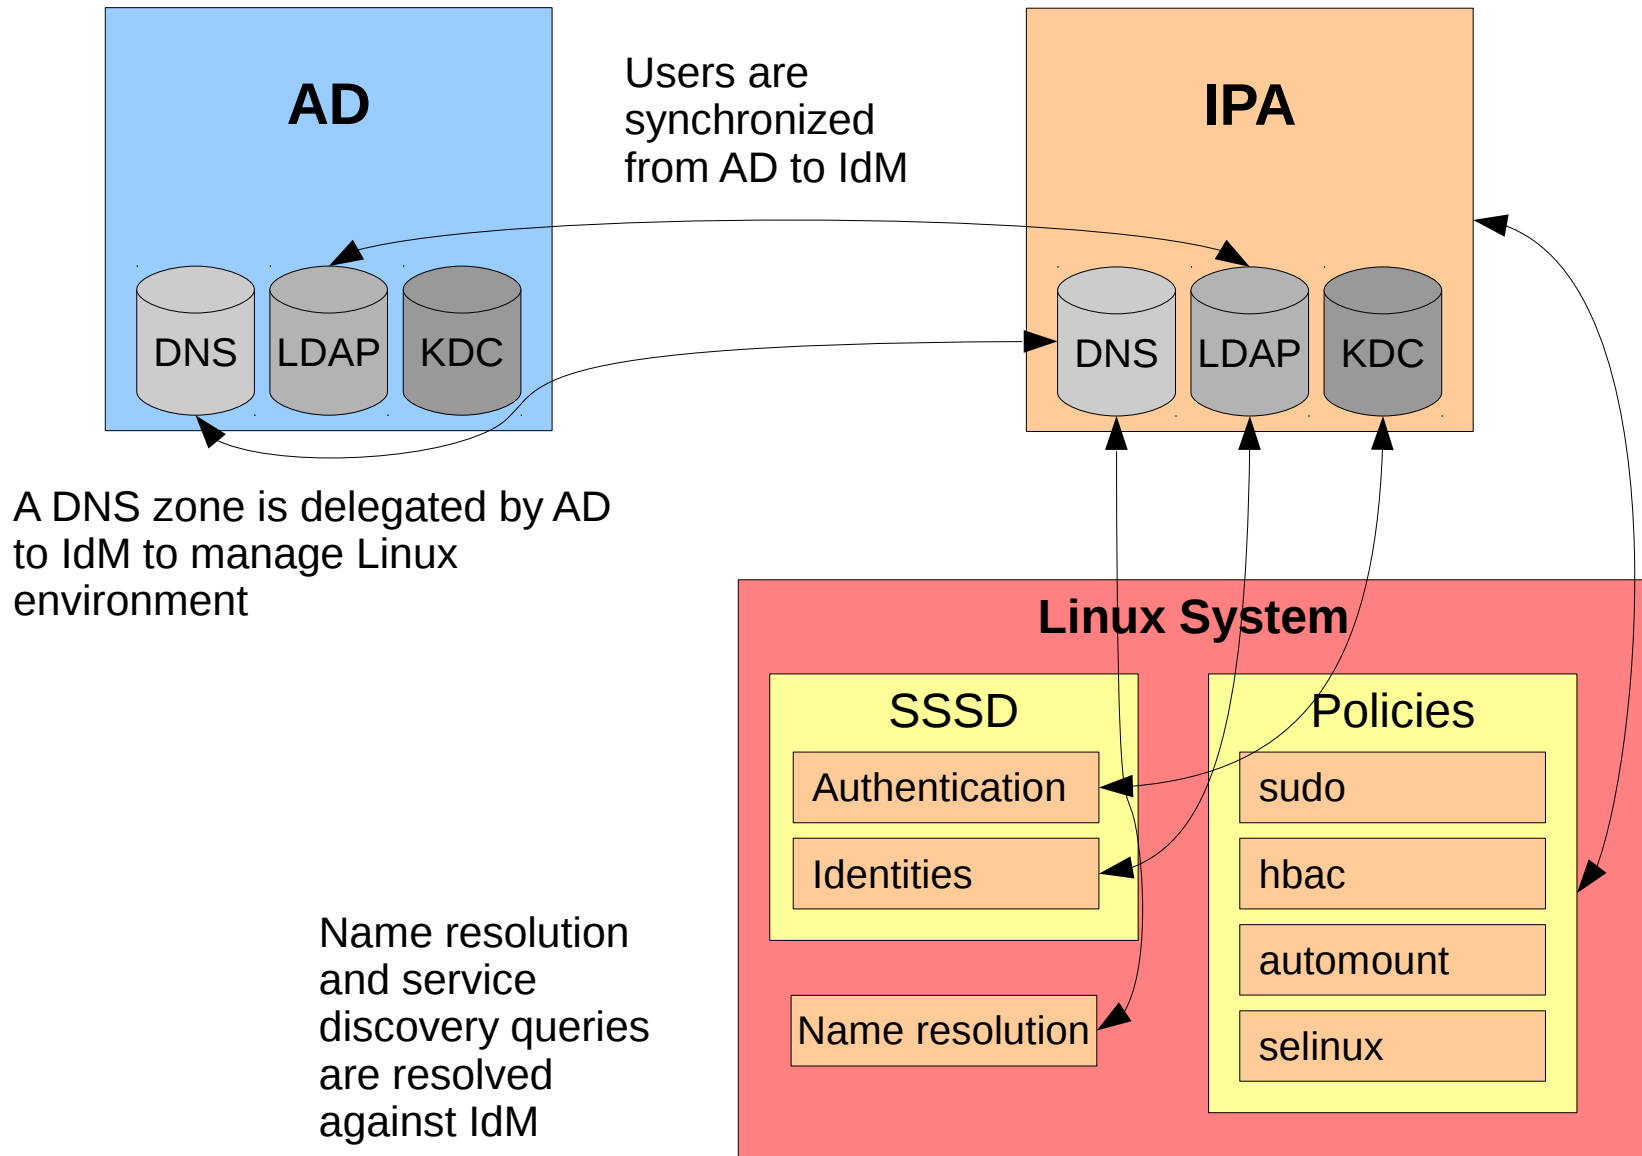 AD
Users are
synchronized
from AD to IdM
IPA
DNS
LDAP
KDC
DNS
LDAP
KDC
A DNS zone is delegated by AD
to IdM to manage Linux
environment
Linux System
SSSD
Authentication
Identities
Name resolution
Policies
sudo
hbac
automount
selinux
Name resolution
and service
discovery queries
are resolved
against IdM